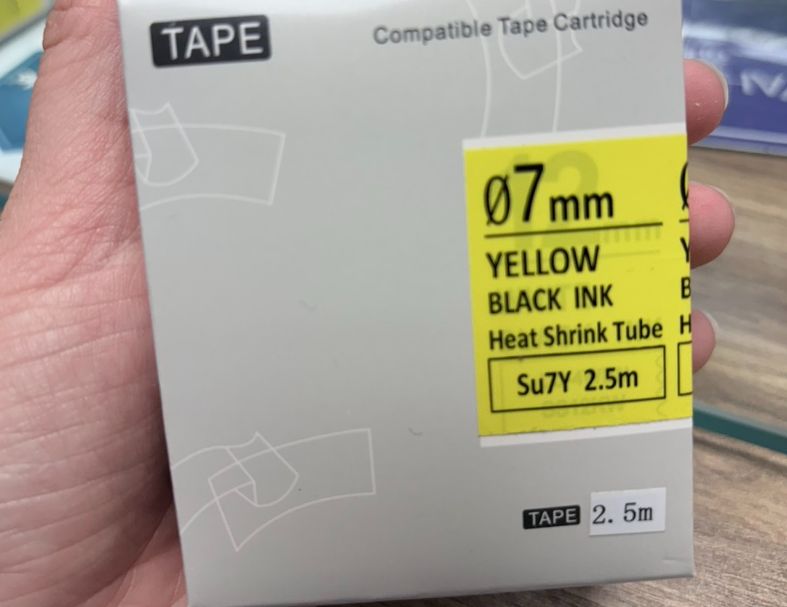 TAPE
Compatible Tape Cartridge
Ø7mm
YELLOW
BLACK INK
Heat Shrink Tube
Su7Y 2.5m
TAPE 2.5m